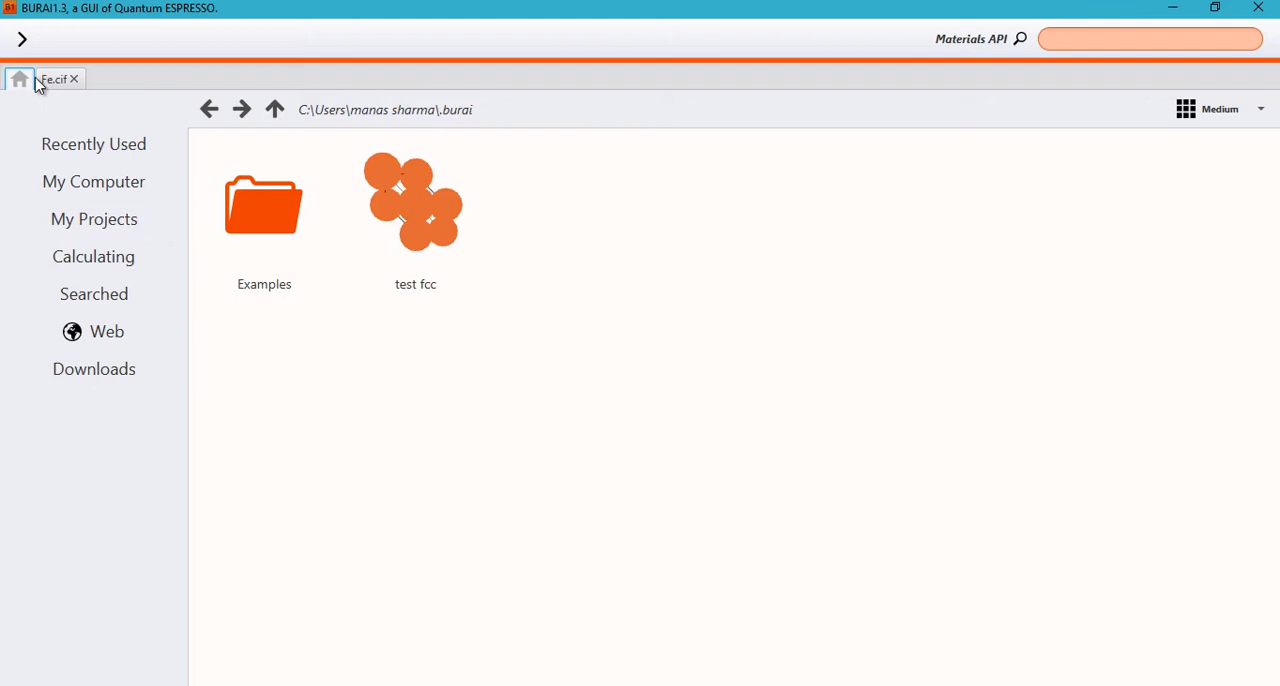 B1 BURAI1.3, a GUI of Quantum ESPRESSO.
Materials API
Fe.cif
C:\Users\manas sharma\.burai
Medium
Recently Used
My Computer
My Projects
Calculating
Searched
Web
Downloads
Examples
test fcc